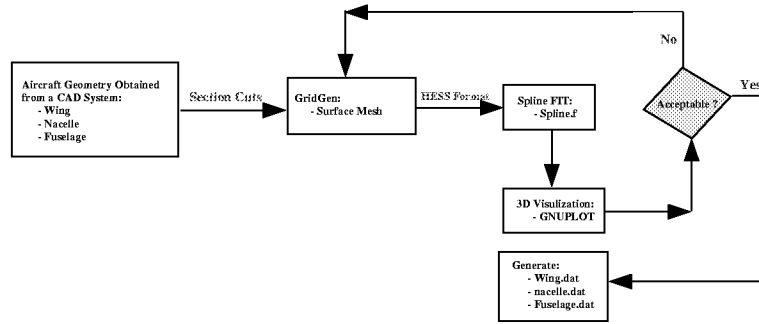 Aircraft Geometry Obtained
from a CAD System:
- Wing
- Nacelle
- Fuselage
Section Cuts
GridGen:
- Surface Mesh
HESS Format
Spline FIT:
- Spline.f
3D Visulization:
- GNUPLOT
Acceptable ?
No
Yes
Generate:
- Wing.dat
- nacelle.dat
- Fuselage.dat